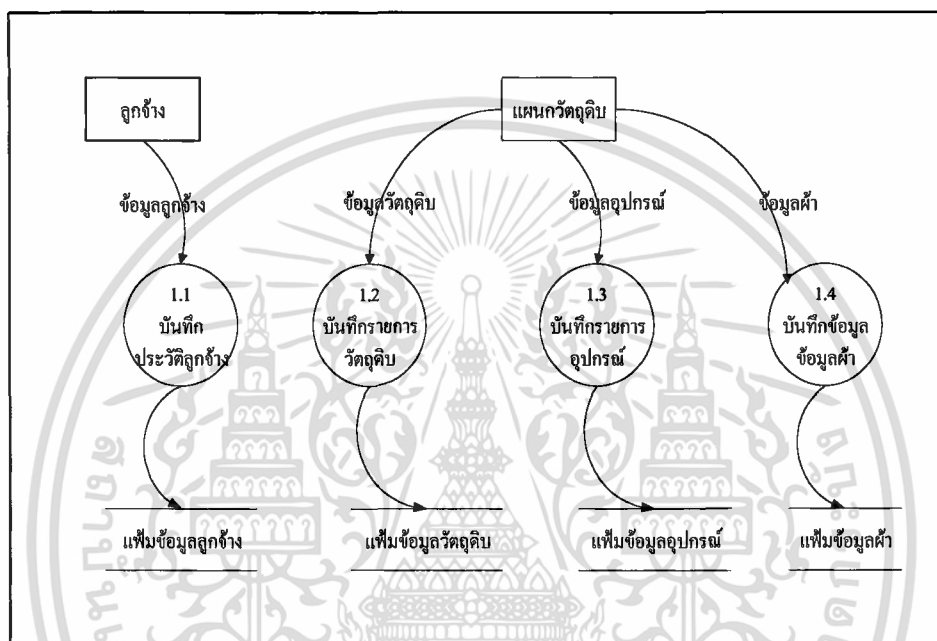 ลูกจ้าง
แผนกวัตถุดิบ
ข้อมูลลูกจ้าง
ข้อมูลวัตถุดิบ
ข้อมูลอุปกรณ์
ข้อมูลผ้า
1.1
บันทึก
ประวัติลูกจ้าง
1.2
บันทึกรายการ
วัตถุดิบ
1.3
บันทึกรายการ
อุปกรณ์
1.4
บันทึกข้อมูล
ข้อมูลผ้า
แฟ้มข้อมูลลูกจ้าง
แฟ้มข้อมูลวัตถุดิบ
แฟ้มข้อมูลอุปกรณ์
แฟ้มข้อมูลผ้า